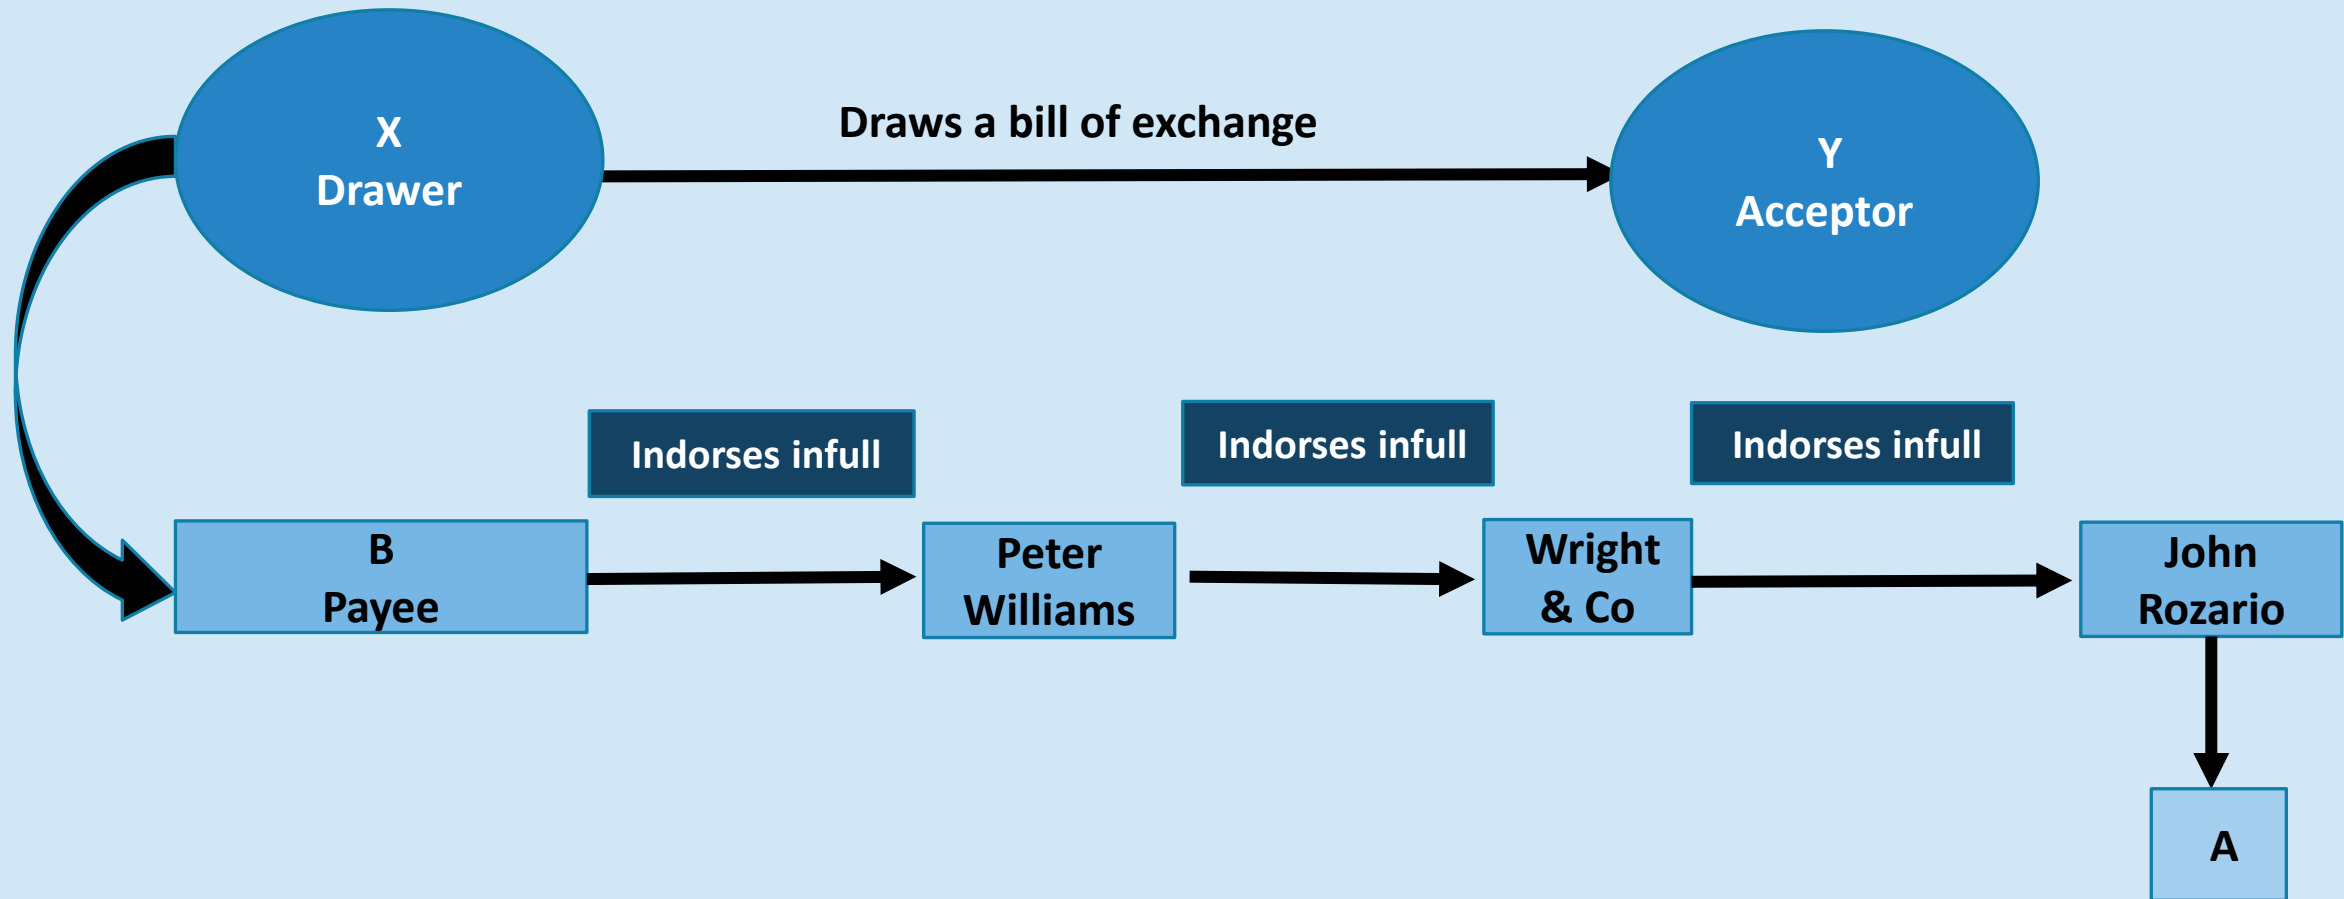 X
Drawer
Draws a bill of exchange
Y
Acceptor
Indorses infull
Indorses infull
Indorses infull
B
Payee
Peter
Williams
Wright
& Co
John
Rozario
A